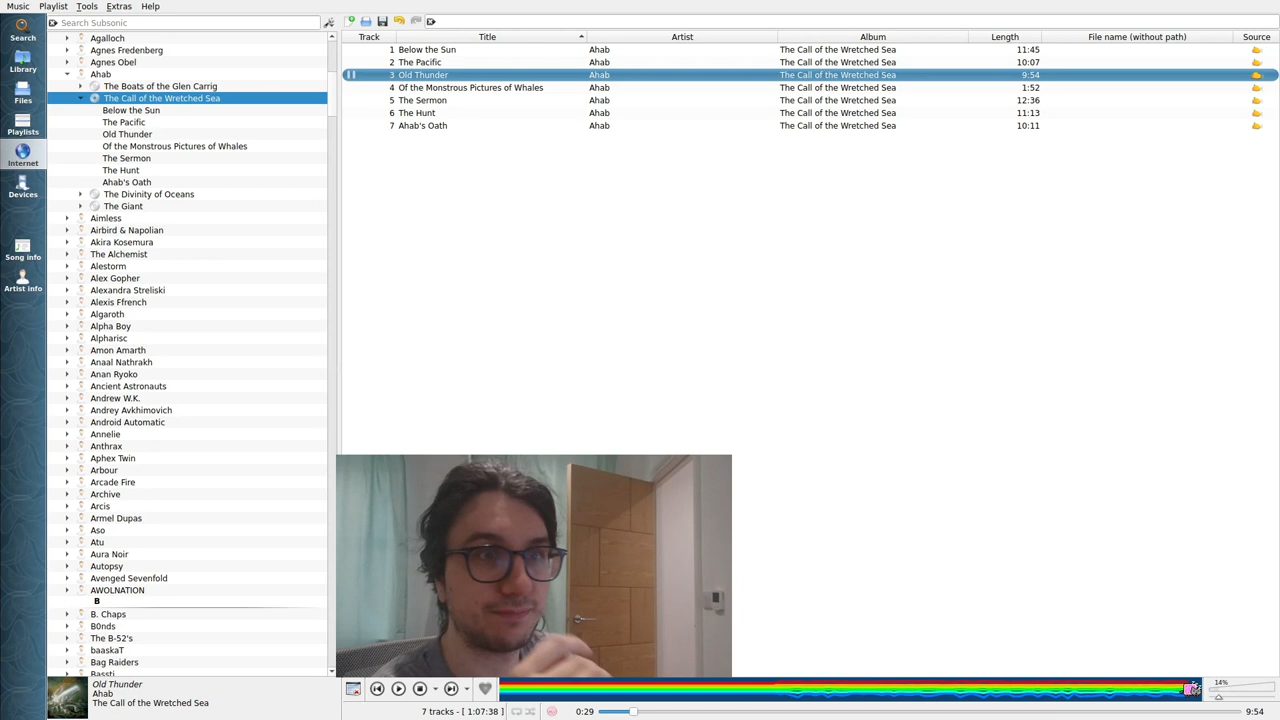 Music Playlist Tools Extras Help
Search Subsonic
Search
Library
Files
Playlists
Internet
Devices
Song info
Artist info
Agalloch
Agnes Fredenberg
Agnes Obel
Ahab
The Boats of the Glen Carrig
The Call of the Wretched Sea
Below the Sun
The Pacific
Old Thunder
Of the Monstrous Pictures of Whales
The Sermon
The Hunt
Ahab's Oath
The Divinity of Oceans
The Giant
Aimless
Airbird & Napolian
Akira Kosemura
The Alchemist
Alestorm
Alex Gopher
Alexandra Streliski
Alexis Ffrench
Algaroth
Alpha Boy
Alpharisc
Amon Amarth
Anaal Nathrakh
Anan Ryoko
Ancient Astronauts
Andrew W.K.
Andrey Avkhimovich
Android Automatic
Annelie
Anthrax
Aphex Twin
Arbour
Arcade Fire
Archive
Arcis
Armel Dupas
Aso
Atu
Aura Noir
Autopsy
Avenged Sevenfold
AWOLNATION
B
B. Chaps
B0nds
The B-52's
baaskaT
Bag Raiders
Bassti
Track Title Artist Album Length File name (without path) Source
1 Below the Sun Ahab The Call of the Wretched Sea 11:45
2 The Pacific Ahab The Call of the Wretched Sea 10:07
3 Old Thunder Ahab The Call of the Wretched Sea 9:54
4 Of the Monstrous Pictures of Whales Ahab The Call of the Wretched Sea 1:52
5 The Sermon Ahab The Call of the Wretched Sea 12:36
6 The Hunt Ahab The Call of the Wretched Sea 11:13
7 Ahab's Oath Ahab The Call of the Wretched Sea 10:11
Old Thunder
Ahab
The Call of the Wretched Sea
14%
7 tracks - [ 1:07:38 ] 0:29 9:54